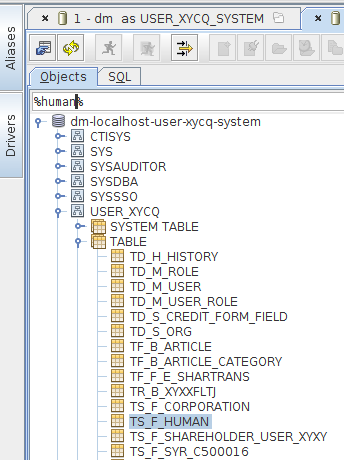 Aliases
Drivers
1 - dm as USER_XYCQ_SYSTEM
Objects SQL
%human%
dm-localhost-user-xycq-system
CTISYS
SYS
SYSAUDITOR
SYSDBA
SYSSSO
USER_XYCQ
SYSTEM TABLE
TABLE
TD_H_HISTORY
TD_M_ROLE
TD_M_USER
TD_M_USER_ROLE
TD_S_CREDIT_FORM_FIELD
TD_S_ORG
TF_B_ARTICLE
TF_B_ARTICLE_CATEGORY
TF_F_E_SHARTRANS
TR_B_XYXXFLTJ
TS_F_CORPORATION
TS_F_HUMAN
TS_F_SHAREHOLDER_USER_XYXY
TS_F_SYR_C500016